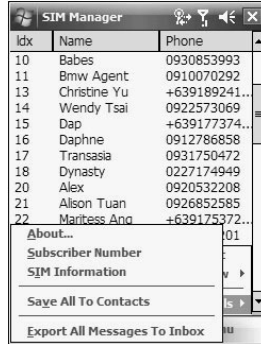 SIM Manager
Idx Name Phone
10 Babes 0930853993
11 Bmw Agent 0910070292
13 Christine Yu +639189241...
14 Wendy Tsai 0922573069
15 Dap +639177374...
16 Daphne 0912786858
17 Transasia 0931750472
18 Dynasty 0227174949
20 Alex 0920532208
21 Alison Tuan 0926852585
22 Maritess Ang +639175372...
About...
201
Subscriber Number
SIM Information
Save All To Contacts
Export All Messages To Inbox